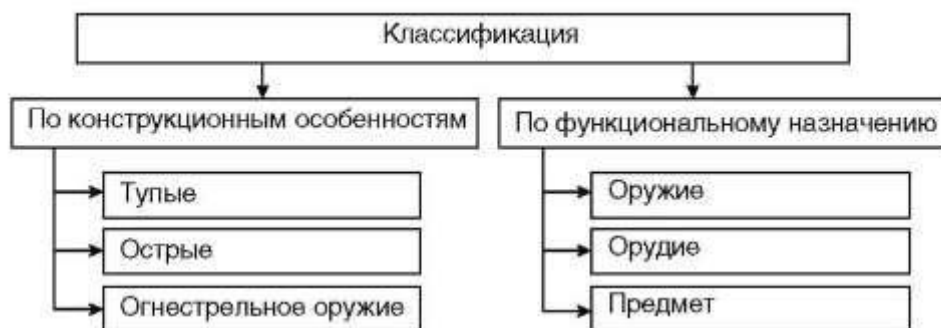 Классификация
По конструкционным особенностям
Тупые
Острые
Огнестрельное оружие
По функциональному назначению
Оружие
Орудие
Предмет